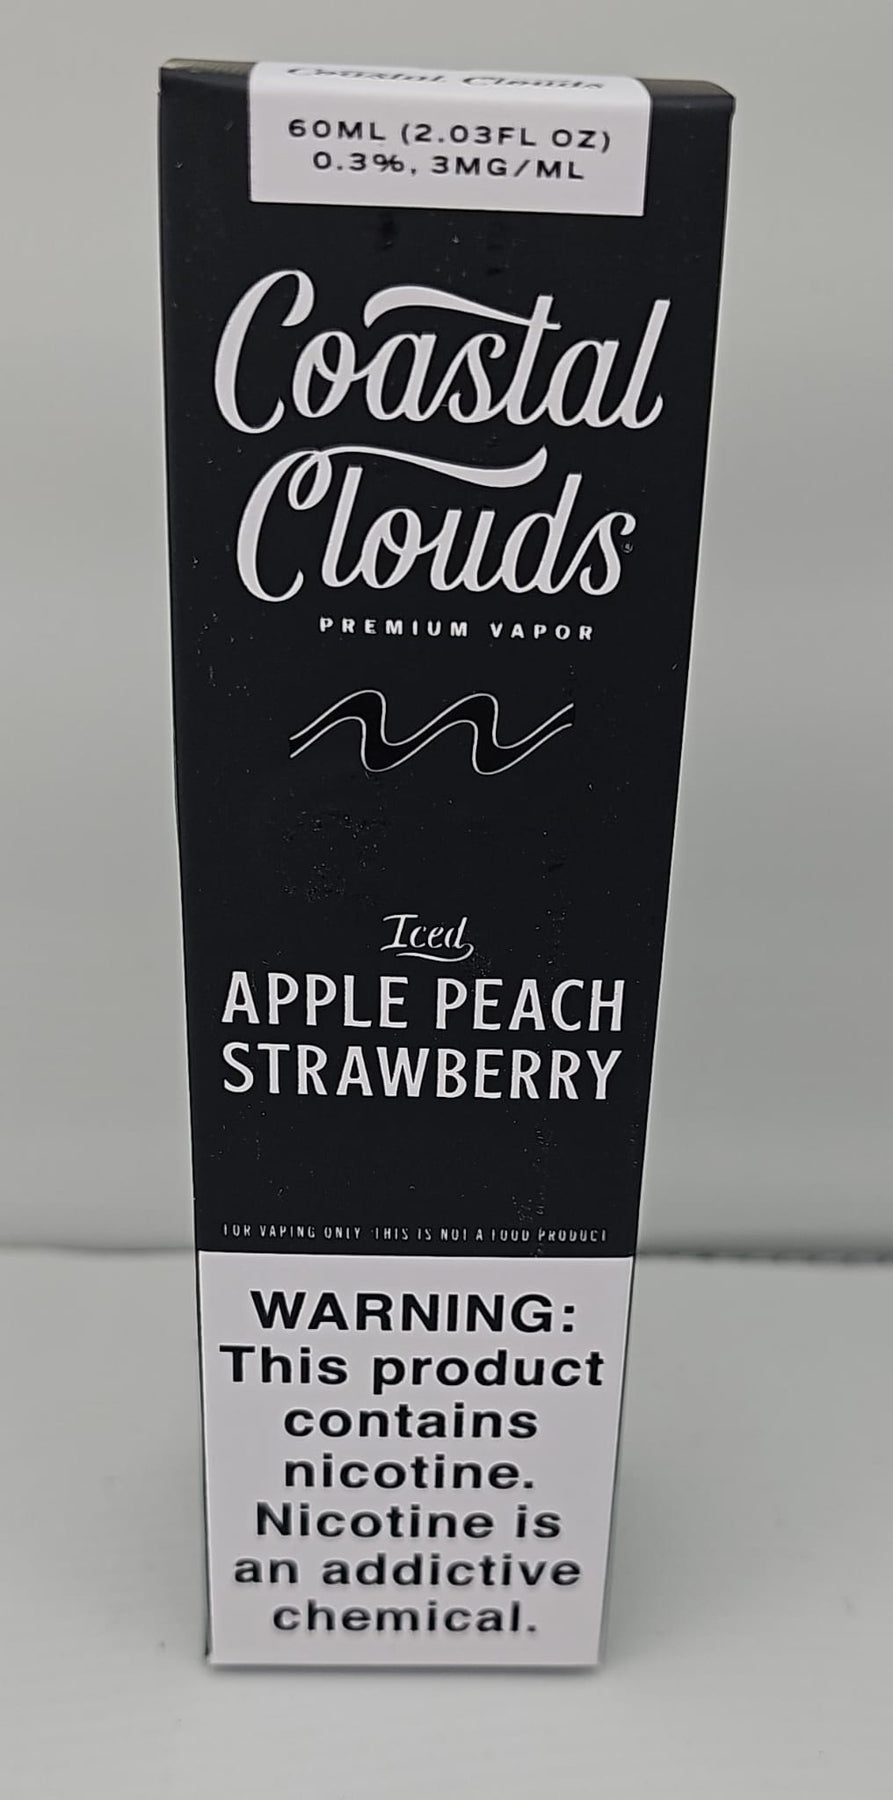 Coastal Clouds
60ML (2.03FL OZ)
0.3%, 3MG/ML
Coastal
Clouds
PREMIUM VAPOR
Iced
APPLE PEACH
STRAWBERRY
FOR VAPING ONLY THIS IS NOT A FOOD PRODUCT
WARNING:
This product
contains
nicotine.
Nicotine is
an addictive
chemical.